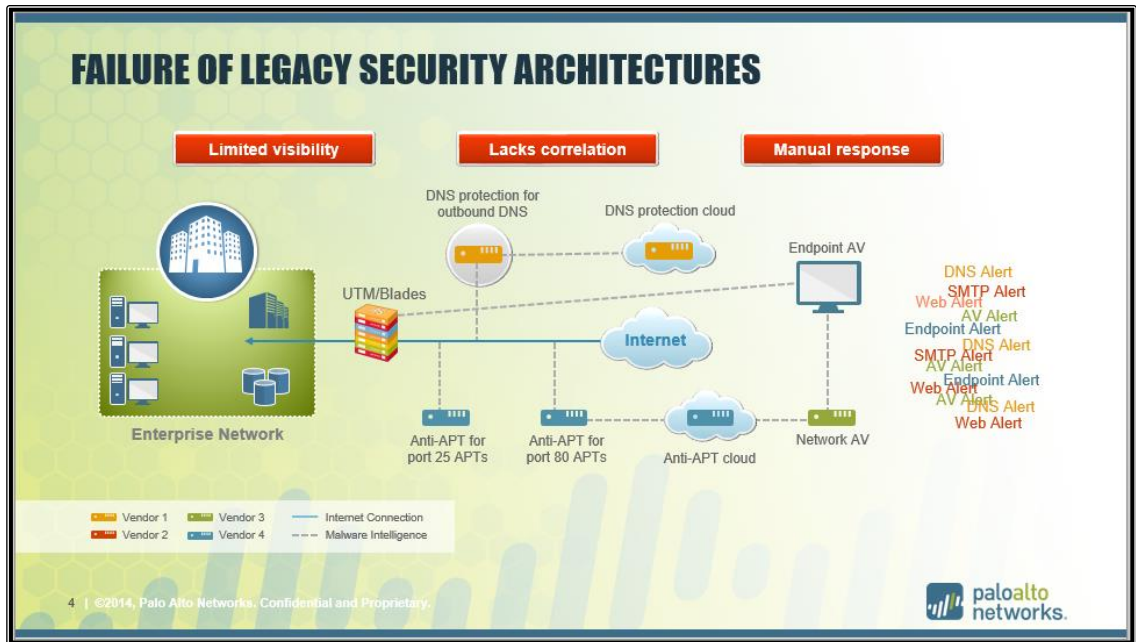 FAILURE OF LEGACY SECURITY ARCHITECTURES
Limited visibility
Lacks correlation
Manual response
DNS protection for
outbound DNS
DNS protection cloud
Endpoint AV
UTM/Blades
Internet
Enterprise Network
Anti-APT for
port 25 APTs
Anti-APT for
port 80 APTs
Anti-APT cloud
Network AV
DNS Alert
SMTP Alert
Web Alert
AV Alert
Endpoint Alert
DNS Alert
SMTP Alert
AV Alert
Endpoint Alert
Web Alert
AV Alert
DNS Alert
Web Alert
Vendor 1
Vendor 3
Internet Connection
Vendor 2
Vendor 4
Malware Intelligence
4 | ©2014, Palo Alto Networks. Confidential and Proprietary.
paloalto
networks.